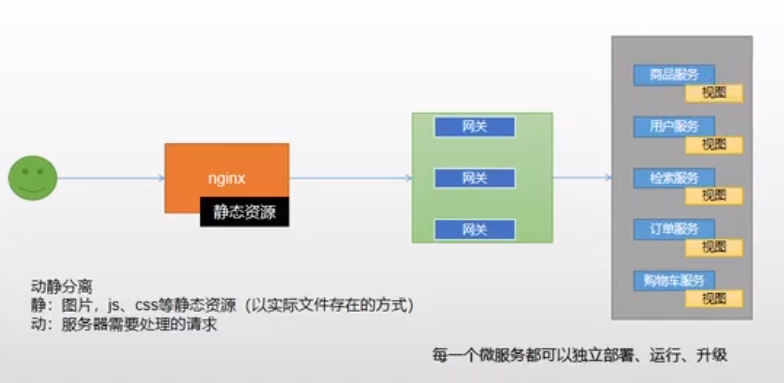 nginx
静态资源
网关
网关
网关
商品服务
视图
用户服务
视图
检索服务
视图
订单服务
视图
购物车服务
视图
动静分离
静：图片，js、css等静态资源（以实际文件存在的方式）
动：服务器需要处理的请求
每一个微服务都可以独立部署、运行、升级